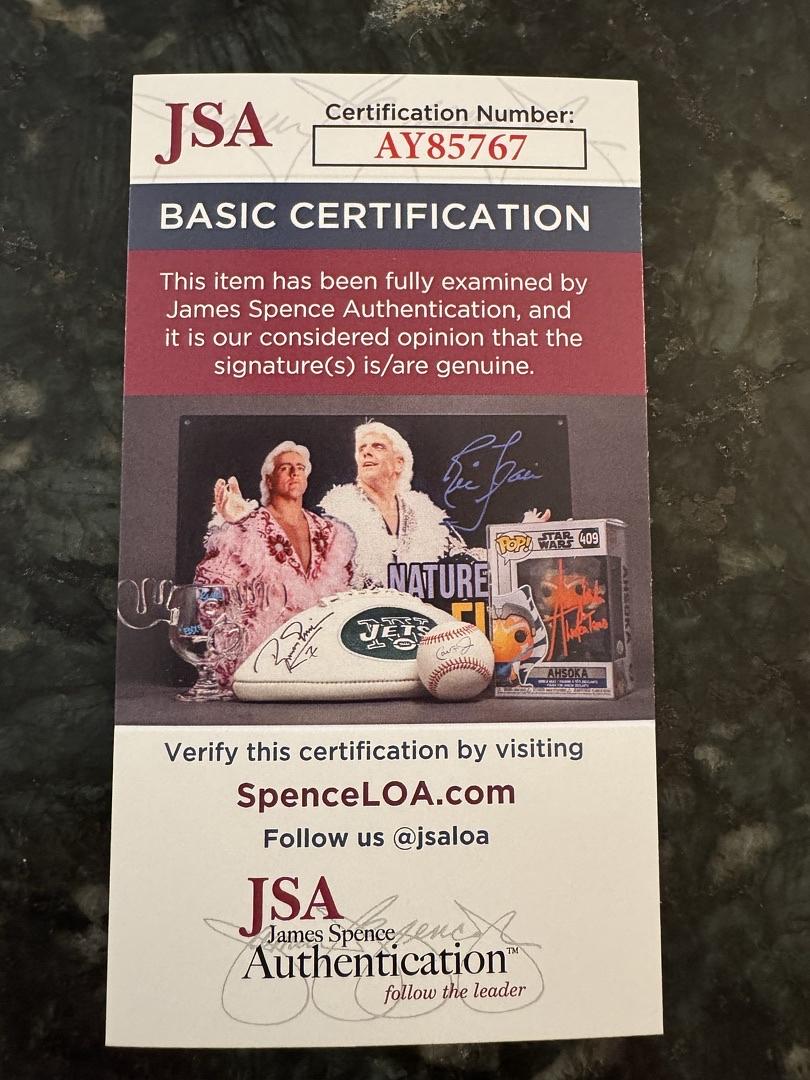 JSA
Certification Number:
AY85767
BASIC CERTIFICATION
This item has been fully examined by
James Spence Authentication, and
it is our considered opinion that the
signature(s) is/are genuine.
Ric Flair
NATURE
POP!
STAR WARS
409
JETS
AHSOKA
Verify this certification by visiting
SpenceLOA.com
Follow us @jsaloa
JSA
James Spence
Authentication™
follow the leader